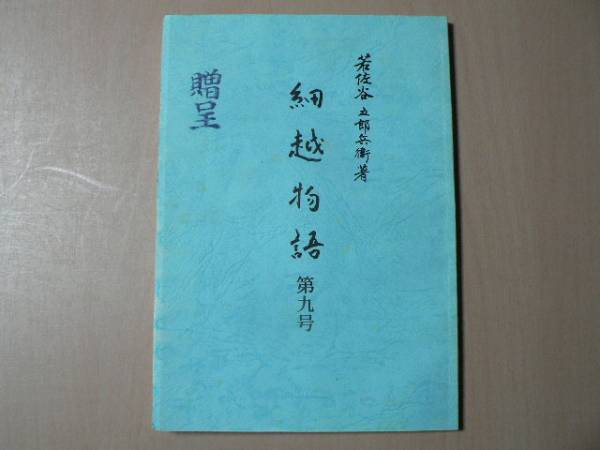 若佐谷五郎兵衛著
細越物語 第九号
贈呈